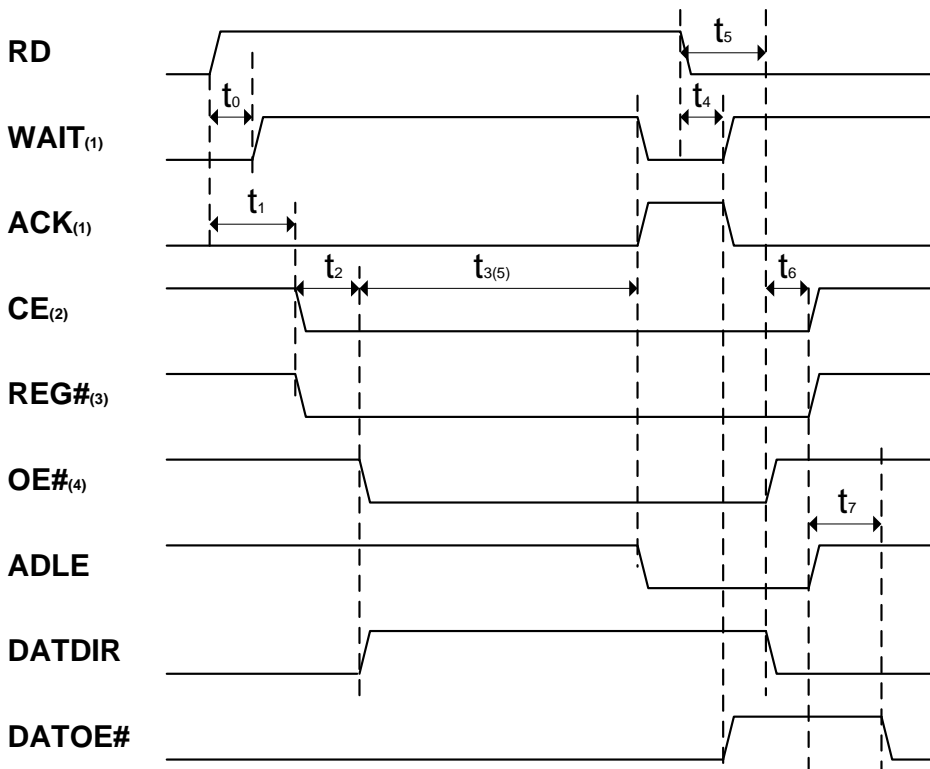 RD
t5
t0
t4
WAIT(1)
ACK(1)
t1
t2
t3(5)
t6
CE(2)
REG#(3)
OE#(4)
t7
ADLE
DATDIR
DATOE#